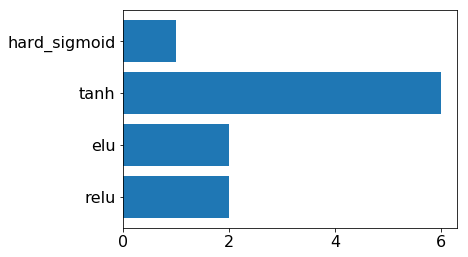 hard_sigmoid
tanh
elu
relu
0 2 4 6